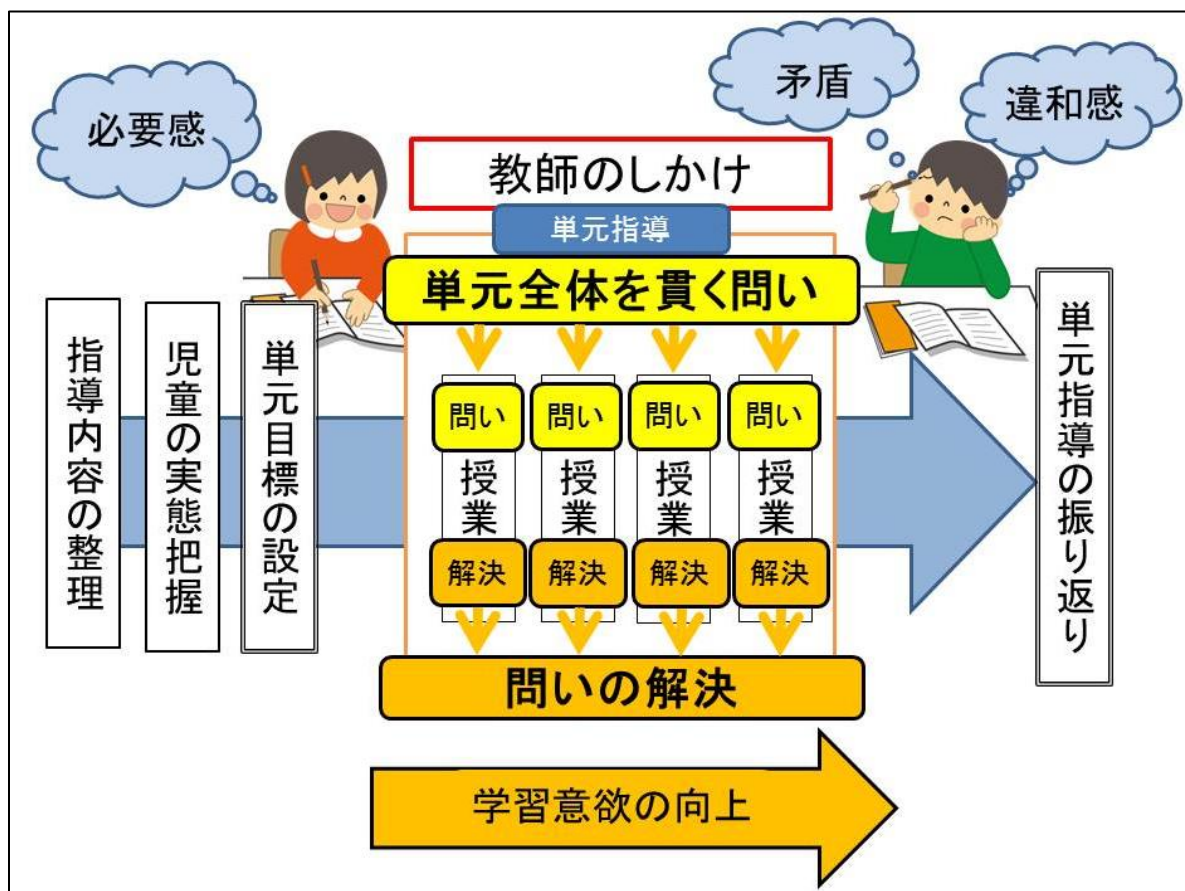 必要感
矛盾
違和感
教師のしかけ
単元指導
単元全体を貫く問い
指導内容の整理
児童の実態把握
単元目標の設定
問い
問い
問い
問い
授業
授業
授業
授業
解決
解決
解決
解決
問いの解決
単元指導の振り返り
学習意欲の向上